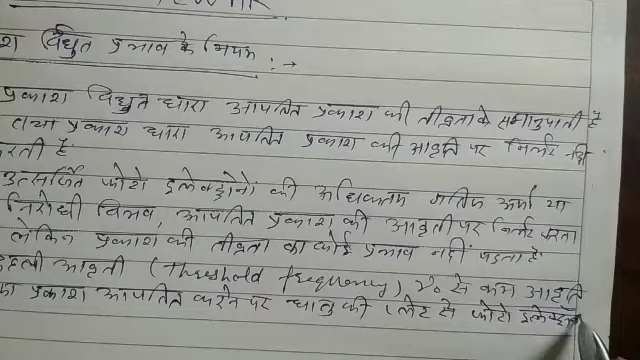 विद्युत प्रभाव के नियम :→
प्रकाश विद्युत धारा आपतित प्रकाश की तीव्रता के समानुपाती है
तथा प्रकाश धारा आपतित प्रकाश की आवृति पर निर्भर नही
करती है
उत्सर्जित फोटो इलेक्ट्रोनों की अधिकतम गतिज ऊर्जा या
निरोधी विभव, आपतित प्रकाश की आवृती पर निर्भर करता
लेकिन प्रकाश की तीव्रता का कोई प्रभाव नहीं पड़ता है
देहली आवृती (Threshold frequency) ν₀ से कम आवृति
का प्रकाश आपतित करने पर धातु की प्लेट से फोटो इलेक्ट्रान